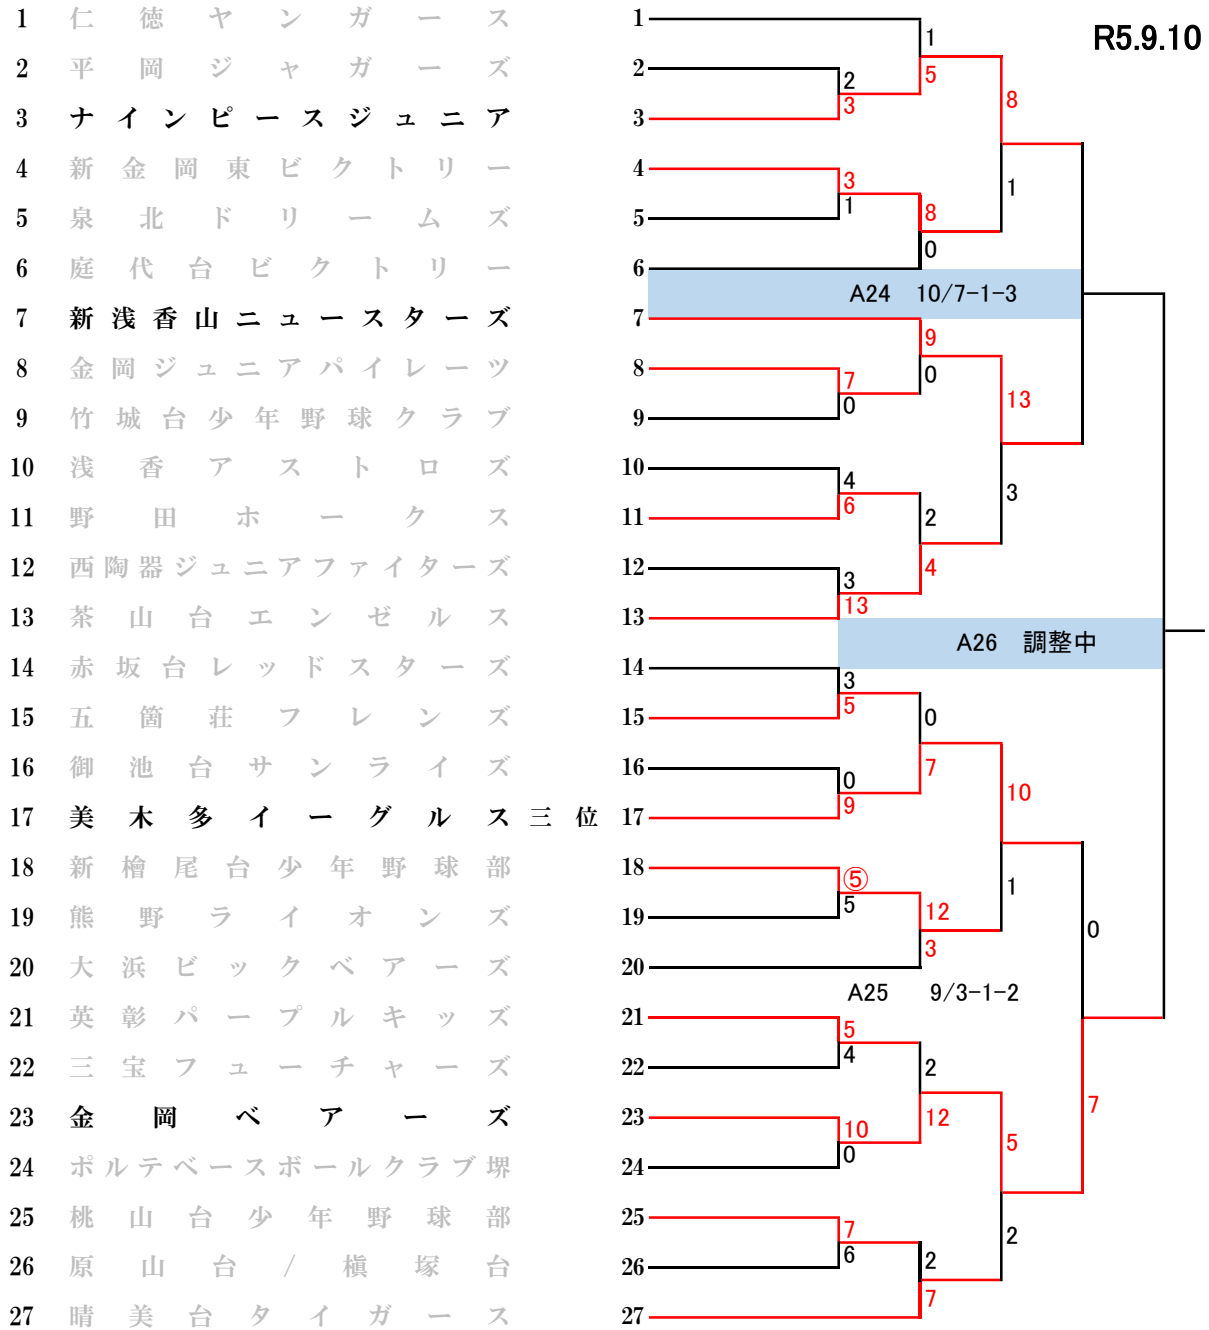 R5.9.10
1 仁徳ヤンガース 1
2 平岡ジャガーズ 2
3 ナインピースジュニア 3
4 新金岡東ビクトリー 4
5 泉北ドリームズ 5
6 庭代台ビクトリー 6
7 新浅香山ニュースターズ 7
8 金岡ジュニアパイレーツ 8
9 竹城台少年野球クラブ 9
10 浅香アストロズ 10
11 野田ホークス 11
12 西陶器ジュニアファイターズ 12
13 茶山台エンゼルス 13
14 赤坂台レッドスターズ 14
15 五箇荘フレンズ 15
16 御池台サンライズ 16
17 美木多イーグルス 三位 17
18 新檜尾台少年野球部 18
19 熊野ライオンズ 19
20 大浜ビックベアーズ 20
21 英彰パープルキッズ 21
22 三宝フューチャーズ 22
23 金岡ベアーズ 23
24 ポルテベースボールクラブ堺 24
25 桃山台少年野球部 25
26 原山台/槇塚台 26
27 晴美台タイガース 27
1
5
2
3
8
3
1
8
0
1
A24 10/7-1-3
9
0
7
0
13
4
6
2
4
3
3
13
A26 調整中
3
5
0
7
0
9
10
⑤
5
12
3
1
0
A25 9/3-1-2
5
4
2
12
10
0
5
7
7
6
2
7
2